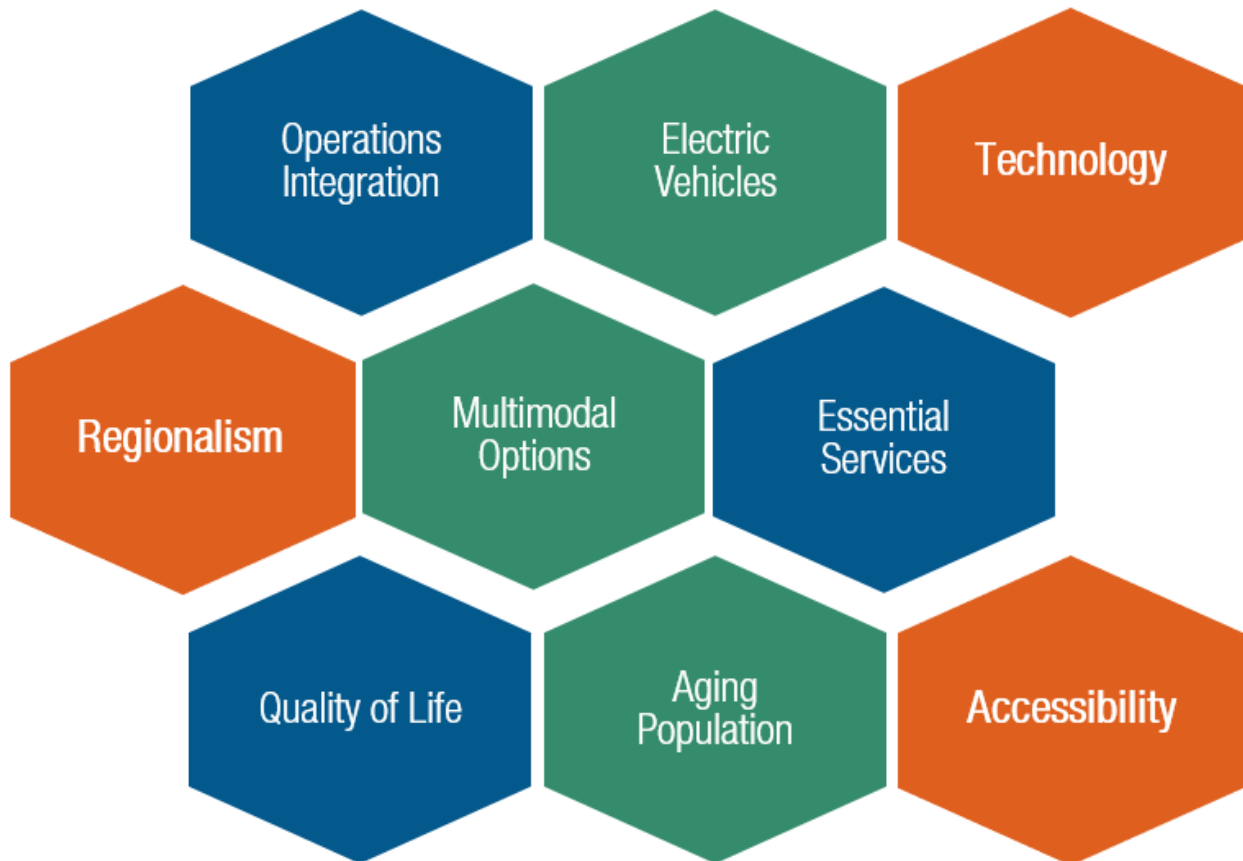 Operations
Integration
Electric
Vehicles
Technology
Regionalism
Multimodal
Options
Essential
Services
Quality of Life
Aging
Population
Accessibility